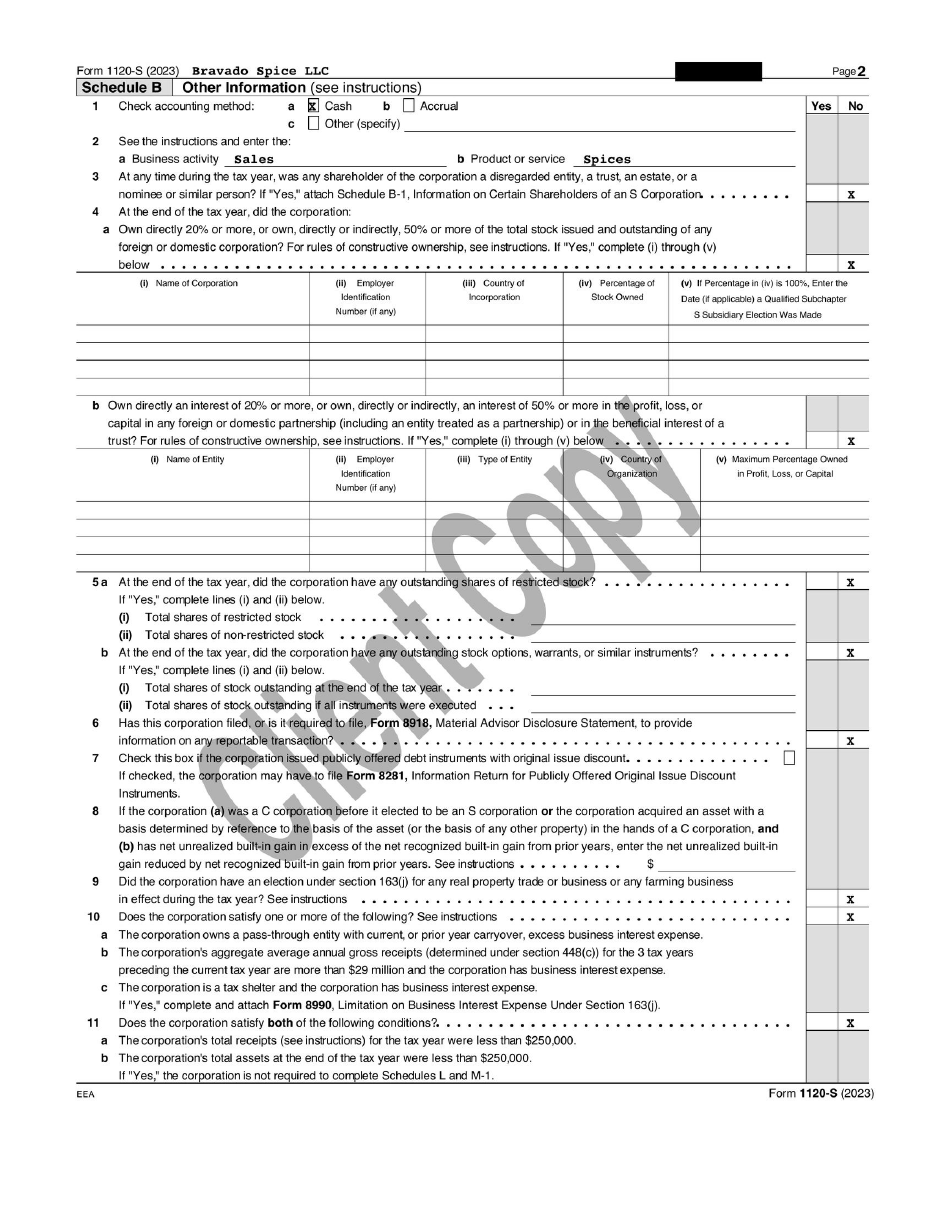 Form 1120-S (2023) Bravado Spice LLC Page 2
Schedule B Other Information (see instructions)
1 Check accounting method: a X Cash b Accrual Yes No
c Other (specify)
2 See the instructions and enter the:
a Business activity Sales b Product or service Spices
3 At any time during the tax year, was any shareholder of the corporation a disregarded entity, a trust, an estate, or a
nominee or similar person? If "Yes," attach Schedule B-1, Information on Certain Shareholders of an S Corporation. . . . . . . . . X
4 At the end of the tax year, did the corporation:
a Own directly 20% or more, or own, directly or indirectly, 50% or more of the total stock issued and outstanding of any
foreign or domestic corporation? For rules of constructive ownership, see instructions. If "Yes," complete (i) through (v)
below . . . . . . . . . . . . . . . . . . . . . . . . . . . . . . . . . . . . . . . . . . . . . . . . . X
(i) Name of Corporation (ii) Employer (iii) Country of (iv) Percentage of (v) If Percentage in (iv) is 100%, Enter the
Identification Incorporation Stock Owned Date (if applicable) a Qualified Subchapter
Number (if any) S Subsidiary Election Was Made
b Own directly an interest of 20% or more, or own, directly or indirectly, an interest of 50% or more in the profit, loss, or
capital in any foreign or domestic partnership (including an entity treated as a partnership) or in the beneficial interest of a
trust? For rules of constructive ownership, see instructions. If "Yes," complete (i) through (v) below . . . . . . . . . . . . . . . . . X
(i) Name of Entity (ii) Employer (iii) Type of Entity (iv) Country of (v) Maximum Percentage Owned
Identification Organization in Profit, Loss, or Capital
Number (if any)
5 a At the end of the tax year, did the corporation have any outstanding shares of restricted stock? . . . . . . . . . . . . . . . . . . X
If "Yes," complete lines (i) and (ii) below.
(i) Total shares of restricted stock . . . . . . . . . . . . . . . . . . .
(ii) Total shares of non-restricted stock . . . . . . . . . . . . . . . . .
b At the end of the tax year, did the corporation have any outstanding stock options, warrants, or similar instruments? . . . . . . . . X
If "Yes," complete lines (i) and (ii) below.
(i) Total shares of stock outstanding at the end of the tax year . . . . . . .
(ii) Total shares of stock outstanding if all instruments were executed . . .
6 Has this corporation filed, or is it required to file, Form 8918, Material Advisor Disclosure Statement, to provide
information on any reportable transaction? . . . . . . . . . . . . . . . . . . . . . . . . . . . . . . . . . . . X
7 Check this box if the corporation issued publicly offered debt instruments with original issue discount. . . . . . . . . . . . . .
If checked, the corporation may have to file Form 8281, Information Return for Publicly Offered Original Issue Discount
Instruments.
8 If the corporation (a) was a C corporation before it elected to be an S corporation or the corporation acquired an asset with a
basis determined by reference to the basis of the asset (or the basis of any other property) in the hands of a C corporation, and
(b) has net unrealized built-in gain in excess of the net recognized built-in gain from prior years, enter the net unrealized built-in
gain reduced by net recognized built-in gain from prior years. See instructions . . . . . . . . . . $
9 Did the corporation have an election under section 163(j) for any real property trade or business or any farming business
in effect during the tax year? See instructions . . . . . . . . . . . . . . . . . . . . . . . . . . . . . . . . . X
10 Does the corporation satisfy one or more of the following? See instructions . . . . . . . . . . . . . . . . . . . . . . . . . . . X
a The corporation owns a pass-through entity with current, or prior year carryover, excess business interest expense.
b The corporation's aggregate average annual gross receipts (determined under section 448(c)) for the 3 tax years
preceding the current tax year are more than $29 million and the corporation has business interest expense.
c The corporation is a tax shelter and the corporation has business interest expense.
If "Yes," complete and attach Form 8990, Limitation on Business Interest Expense Under Section 163(j).
11 Does the corporation satisfy both of the following conditions?. . . . . . . . . . . . . . . . . . . . . . . . . . . . . . . . . . X
a The corporation's total receipts (see instructions) for the tax year were less than $250,000.
b The corporation's total assets at the end of the tax year were less than $250,000.
If "Yes," the corporation is not required to complete Schedules L and M-1.
EEA Form 1120-S (2023)
Client Copy